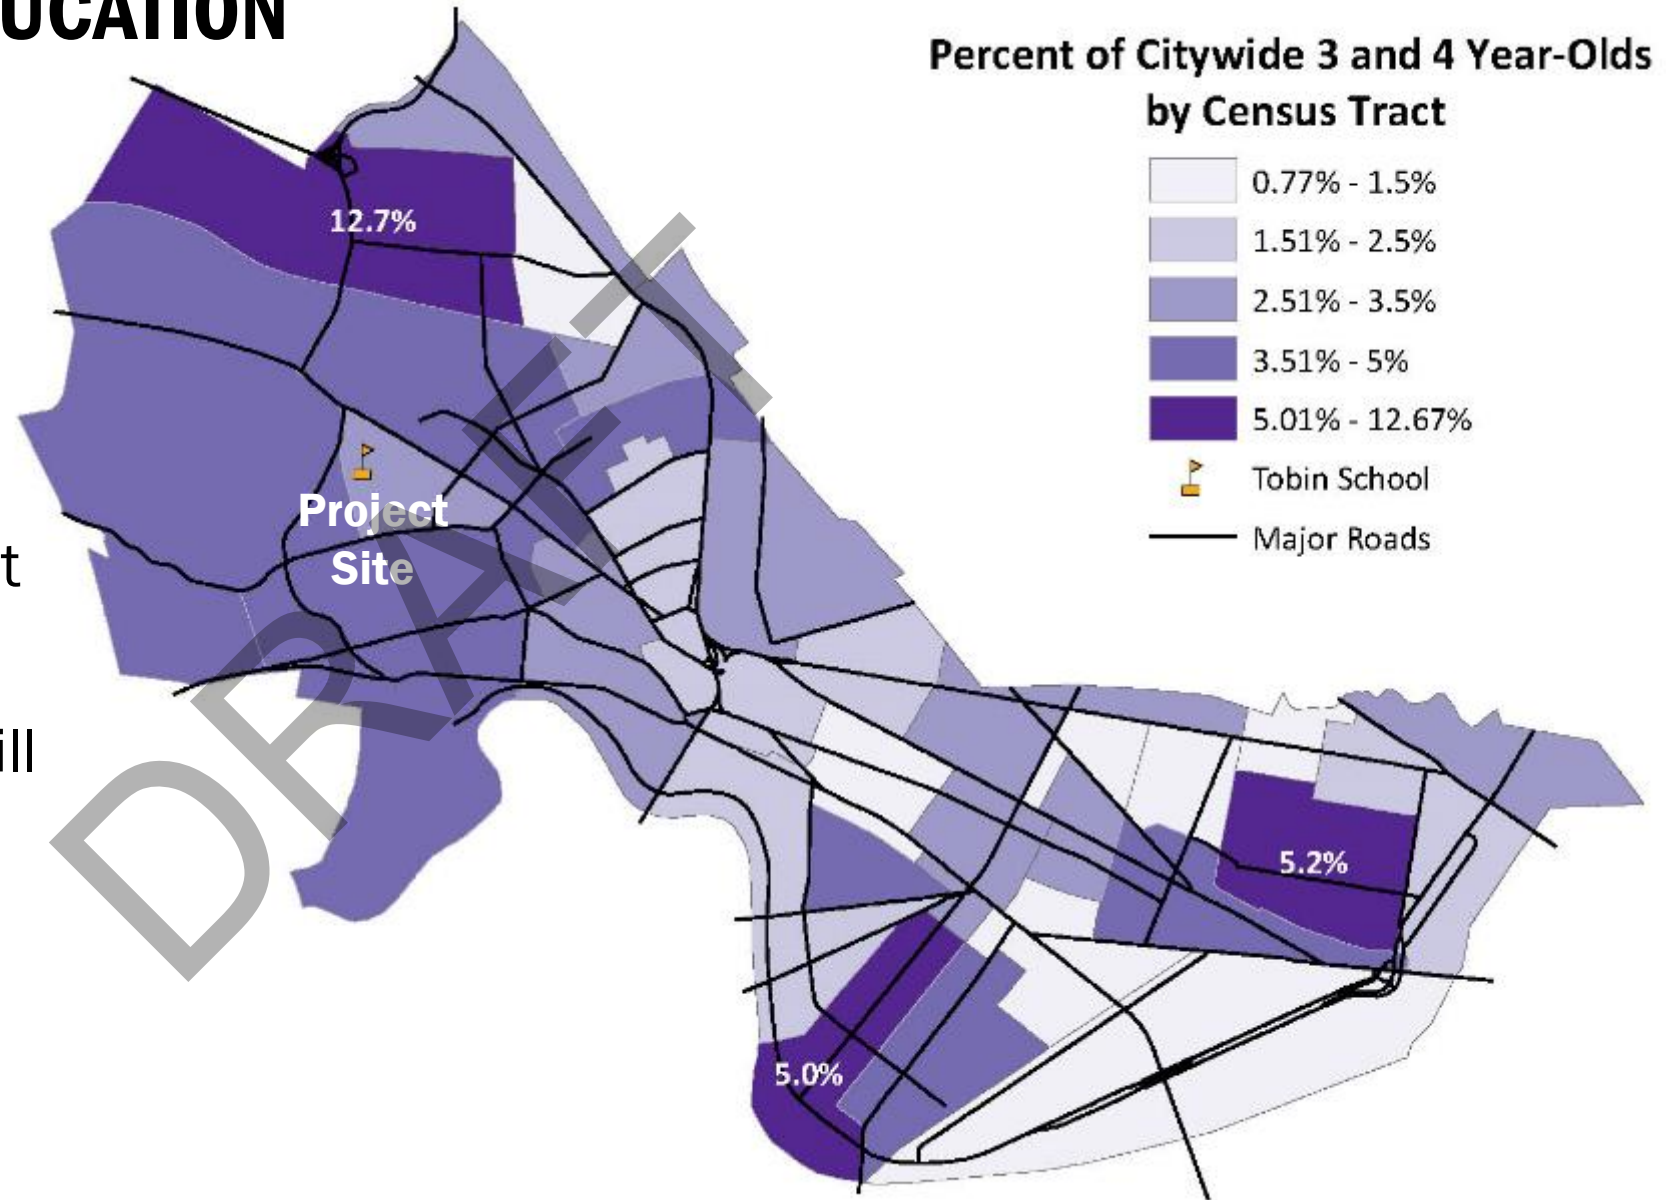 UCATION
Percent of Citywide 3 and 4 Year-Olds
by Census Tract
0.77% - 1.5%
1.51% - 2.5%
2.51% - 3.5%
3.51% - 5%
5.01% - 12.67%
Tobin School
Major Roads
12.7%
Project
Site
t
ill
5.2%
5.0%
DRAFT